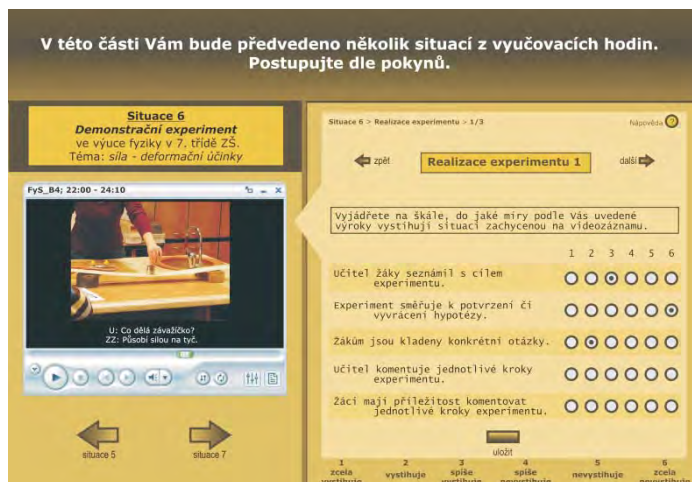 V této části Vám bude předvedeno několik situací z vyučovacích hodin.
Postupujte dle pokynů.
Situace 6
Demonstrační experiment
ve výuce fyziky v 7. třídě ZŠ.
Téma: síla - deformační účinky
FyS_B4; 22:00 - 24:10
U: Co dělá závažíčko?
ZZ: Působí silou na tyč.
situace 5
situace 7
Situace 6 > Realizace experimentu > 1/3
Nápověda ?
zpět
Realizace experimentu 1
další
Vyjádřete na škále, do jaké míry podle Vás uvedené
výroky vystihují situaci zachycenou na videozáznamu.
1 2 3 4 5 6
Učitel žáky seznámil s cílem
experimentu.
Experiment směřuje k potvrzení či
vyvrácení hypotézy.
Žákům jsou kladeny konkrétní otázky.
Učitel komentuje jednotlivé kroky
experimentu.
Žáci mají příležitost komentovat
jednotlivé kroky experimentu.
uložit
1 2 3 4 5 6
zcela vystihuje spíše spíše nevystihuje zcela